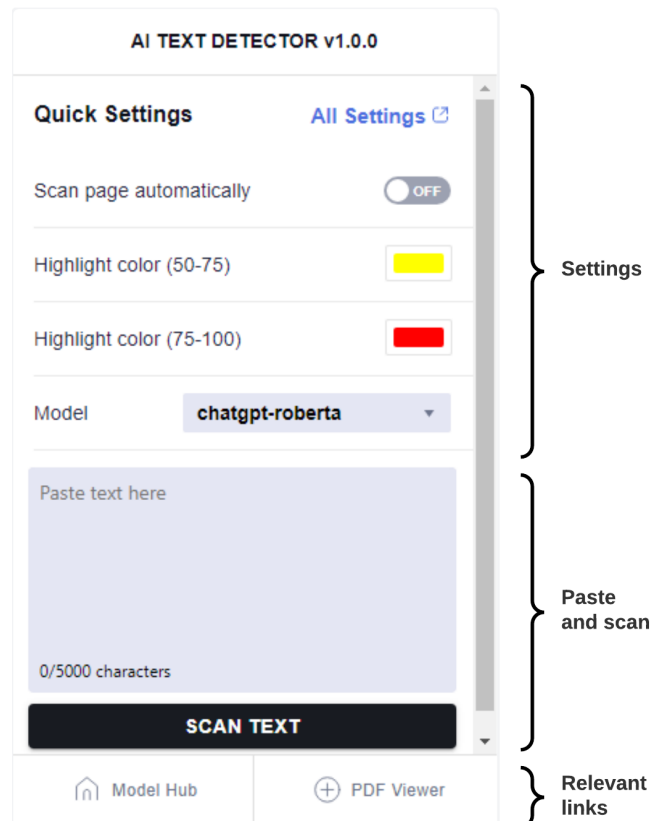 AI TEXT DETECTOR v1.0.0
Quick Settings
All Settings
Scan page automatically
OFF
Highlight color (50-75)
Highlight color (75-100)
Model
chatgpt-roberta
Settings
Paste text here
0/5000 characters
SCAN TEXT
Paste
and scan
Model Hub
PDF Viewer
Relevant
links